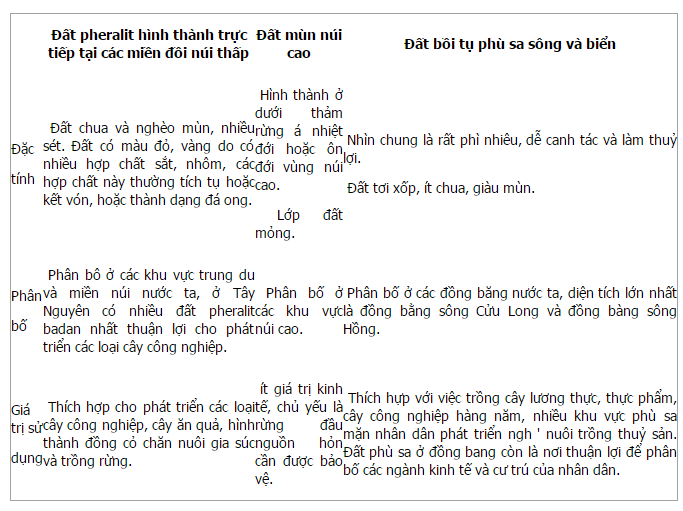 Đất pheralit hình thành trực
tiếp tại các miên đôi núi thấp
Đất mùn núi
cao
Đất bôi tụ phù sa sông và biển
Đặc
tính
Đất chua và nghèo mùn, nhiều
sét. Đất có màu đỏ, vàng do có
nhiều hợp chất sắt, nhôm, các
hợp chất này thường tích tụ hoặc
kết vón, hoặc thành dạng đá ong.
Hình thành ở
dưới thảm
rừng á nhiệt
đới hoặc ôn
đới vùng núi
cao.
Lớp đất
mỏng.
Nhìn chung là rất phì nhiêu, dễ canh tác và làm thuỷ
lợi.
Đất tơi xốp, ít chua, giàu mùn.
Phân
bố
Phân bô ở các khu vực trung du
và miền núi nước ta, ở Tây
Nguyên có nhiều đất pheralit
badan nhất thuận lợi cho phát
triển các loại cây công nghiệp.
Phân bố ở
các khu vực
núi cao.
Phân bố ở các đồng băng nước ta, diện tích lớn nhất
là đồng bằng sông Cửu Long và đồng bàng sông
Hồng.
Giá
trị sử
dụng
Thích hợp cho phát triển các loại
cây công nghiệp, cây ăn quả, hình
thành đồng cỏ chăn nuôi gia súc
và trồng rừng.
ít giá trị kinh
tế, chủ yếu là
rừng đầu
nguồn hỏn
cần được bảo
vệ.
Thích hựp với việc trồng cây lương thực, thực phẩm,
cây công nghiệp hàng năm, nhiều khu vực phù sa
mặn nhân dân phát triển ngh ' nuôi trồng thuỷ sản.
Đất phù sa ở đồng bang còn là nơi thuận lợi để phân
bố các ngành kinh tế và cư trú của nhân dân.